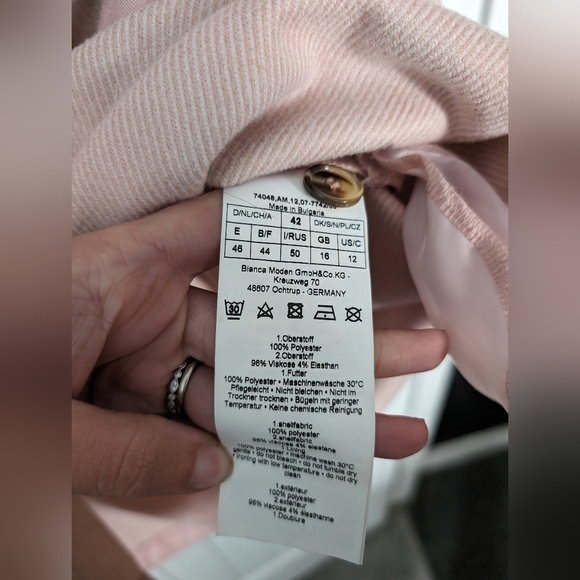 74048,AM,12,07-7742/
Made in Bulgaria
D/NL/CH/A 42 DK/S/N/PL/CZ
E B/F I/RUS GB US/C
46 44 50 16 12
Bianca Moden GmbH&Co.KG -
Kreuzweg 70
48607 Ochtrup - GERMANY
30
1.Oberstoff
100% Polyester
2.Oberstoff
96% Viskose 4% Elasthan
1.Futter
100% Polyester • Maschinenwäsche 30°C
Pflegeleicht • Nicht bleichen • Nicht im
Trockner trocknen • Bügeln mit geringer
Temperatur • Keine chemische Reinigung
1.shellfabric
100% polyester
2.shellfabric
96% viscose 4% elastane
1.Lining
100% polyester • machine wash 30°C
gentle • do not bleach • do not tumble dry
• ironing with low temperature • do not dry
clean
1.extérieur
100% polyester
2.extérieur
96% viscose 4% élasthanne
1.Doublure